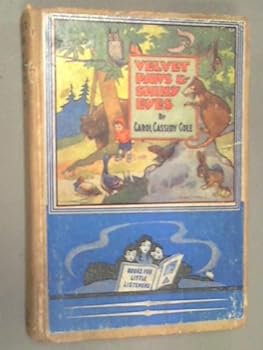 VELVET
PAWS &
SHINY
EYES
BY
CAROL CASSIDY COLE
BOOKS FOR
LITTLE
LISTENERS